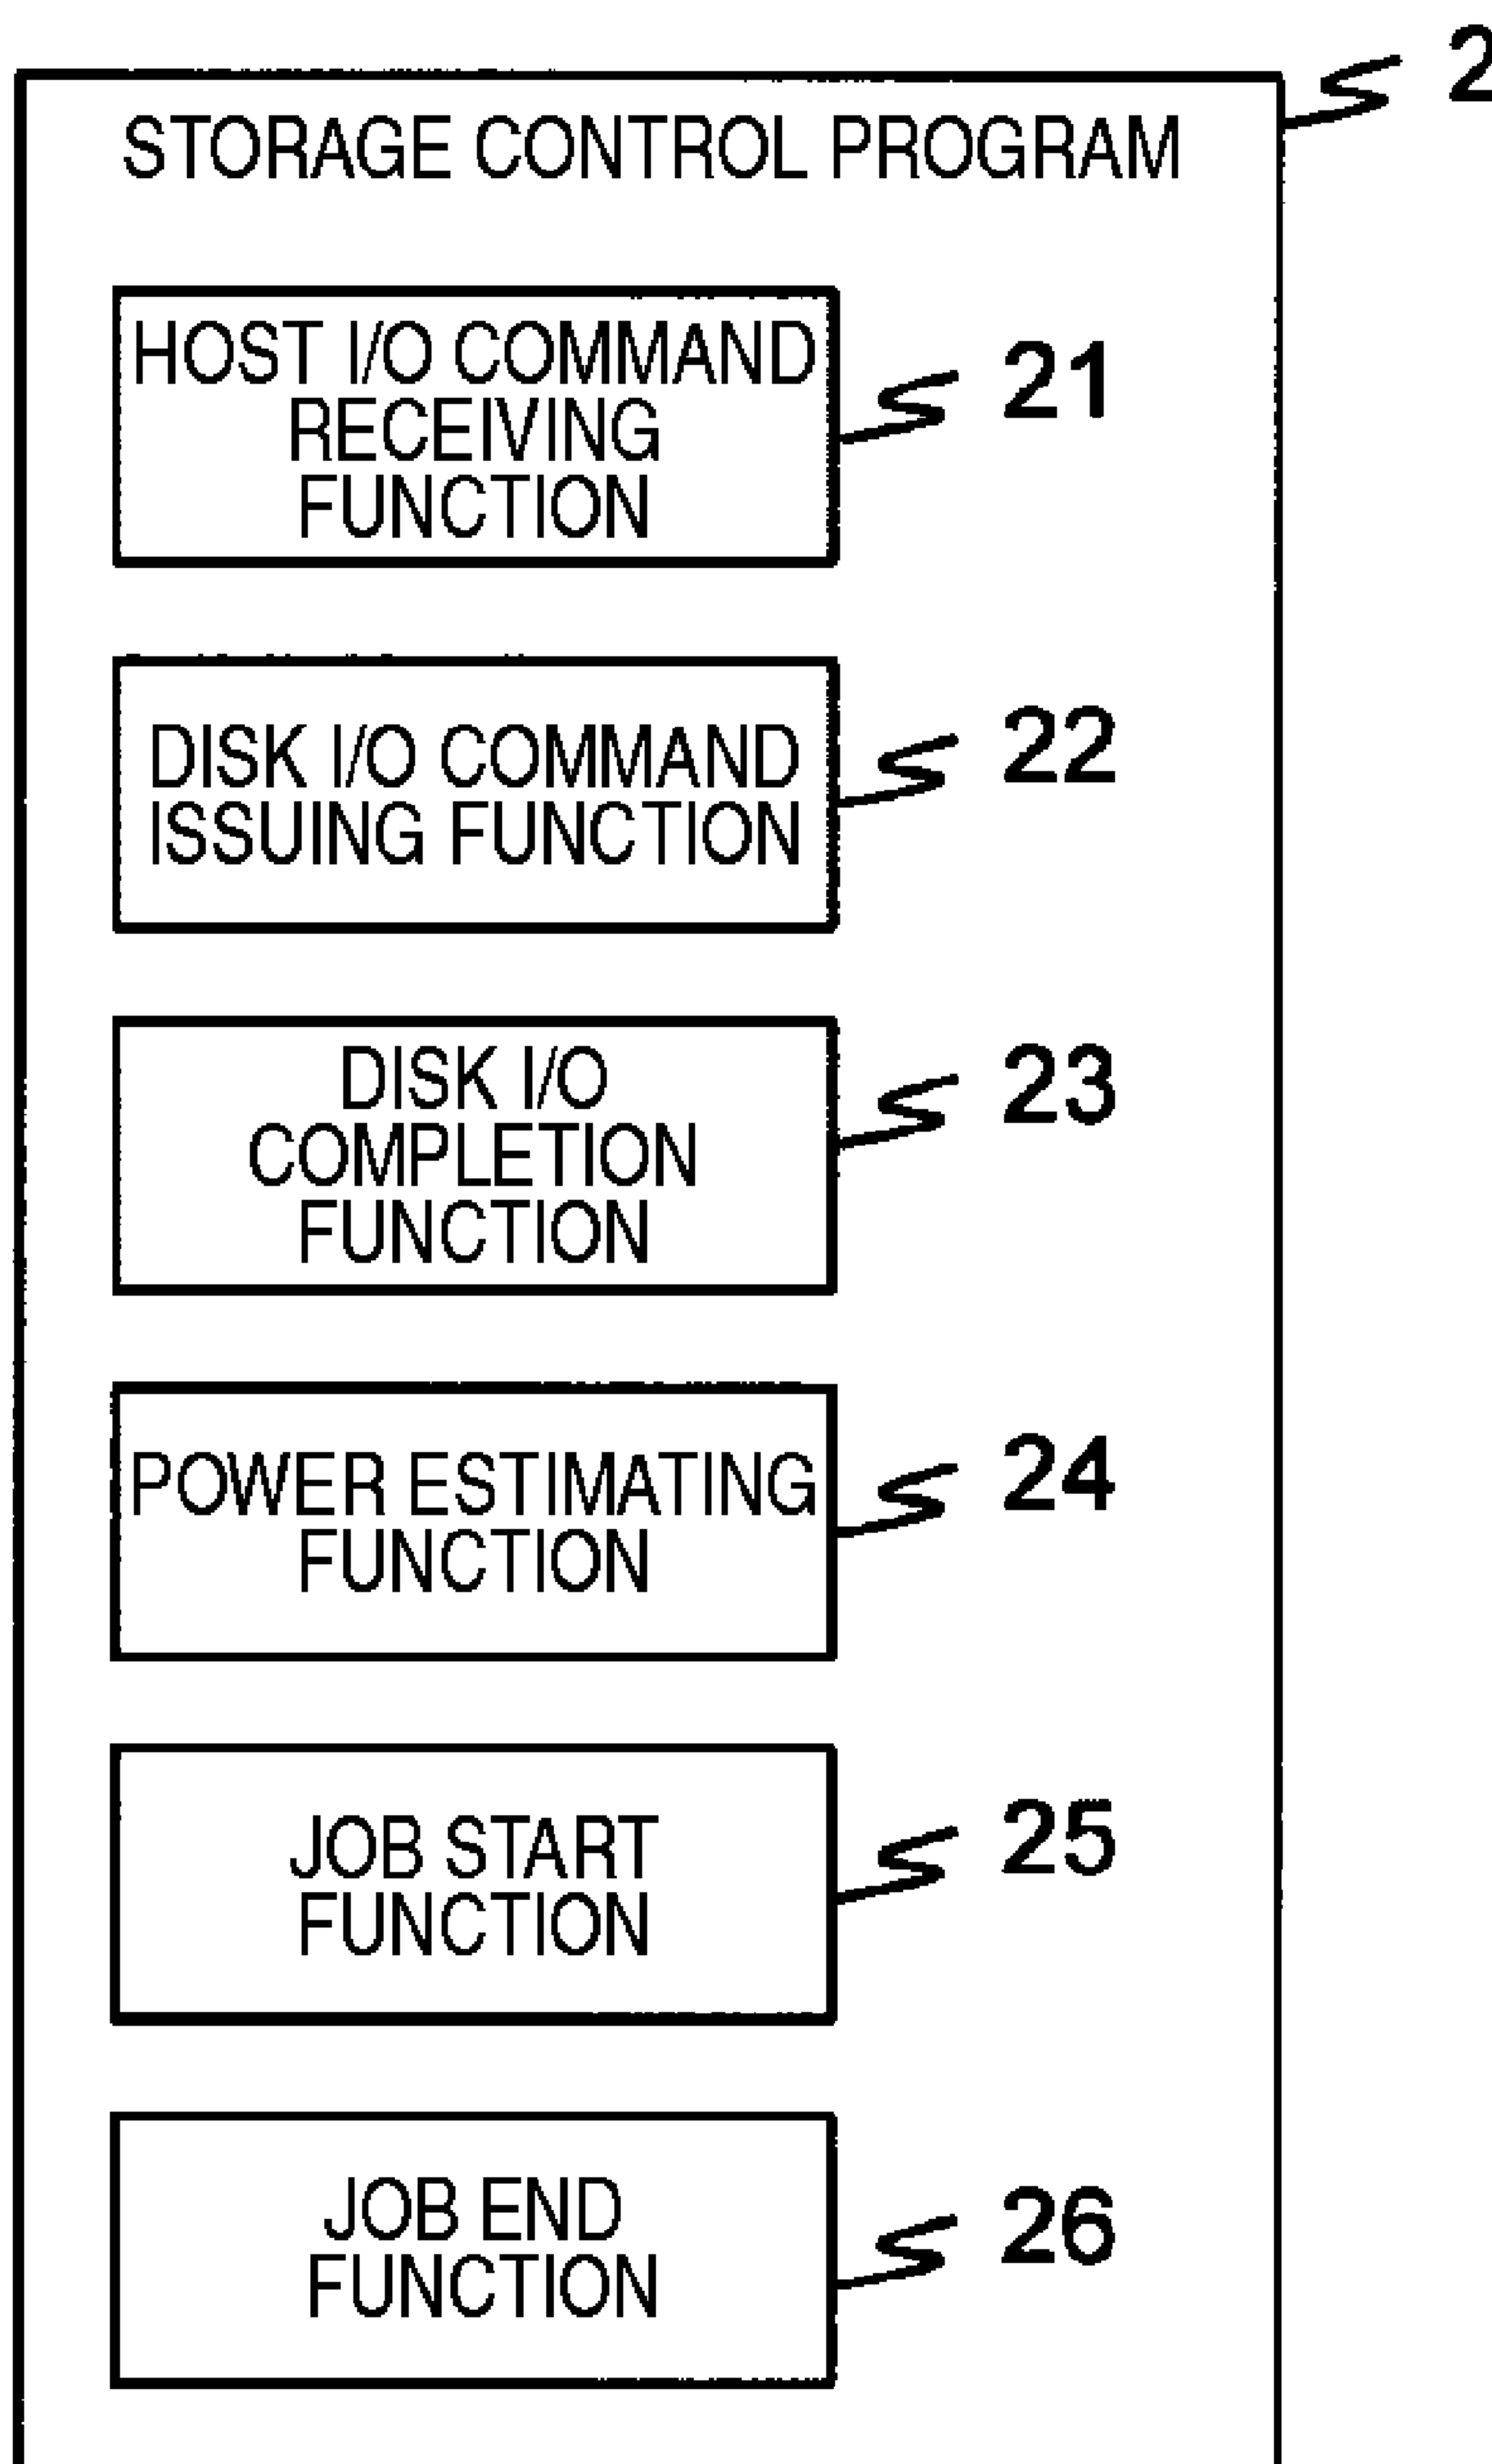 2
STORAGE CONTROL PROGRAM
HOST I/O COMMAND
RECEIVING
FUNCTION
21
DISK I/O COMMAND
ISSUING FUNCTION
22
DISK I/O
COMPLETION
FUNCTION
23
POWER ESTIMATING
FUNCTION
24
JOB START
FUNCTION
25
JOB END
FUNCTION
26